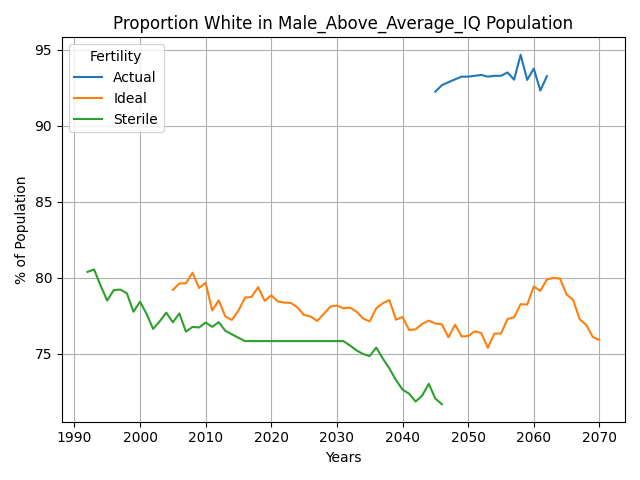 Proportion White in Male_Above_Average_IQ Population
Fertility
Actual
Ideal
Sterile
% of Population
95
90
85
80
75
1990 2000 2010 2020 2030 2040 2050 2060 2070
Years